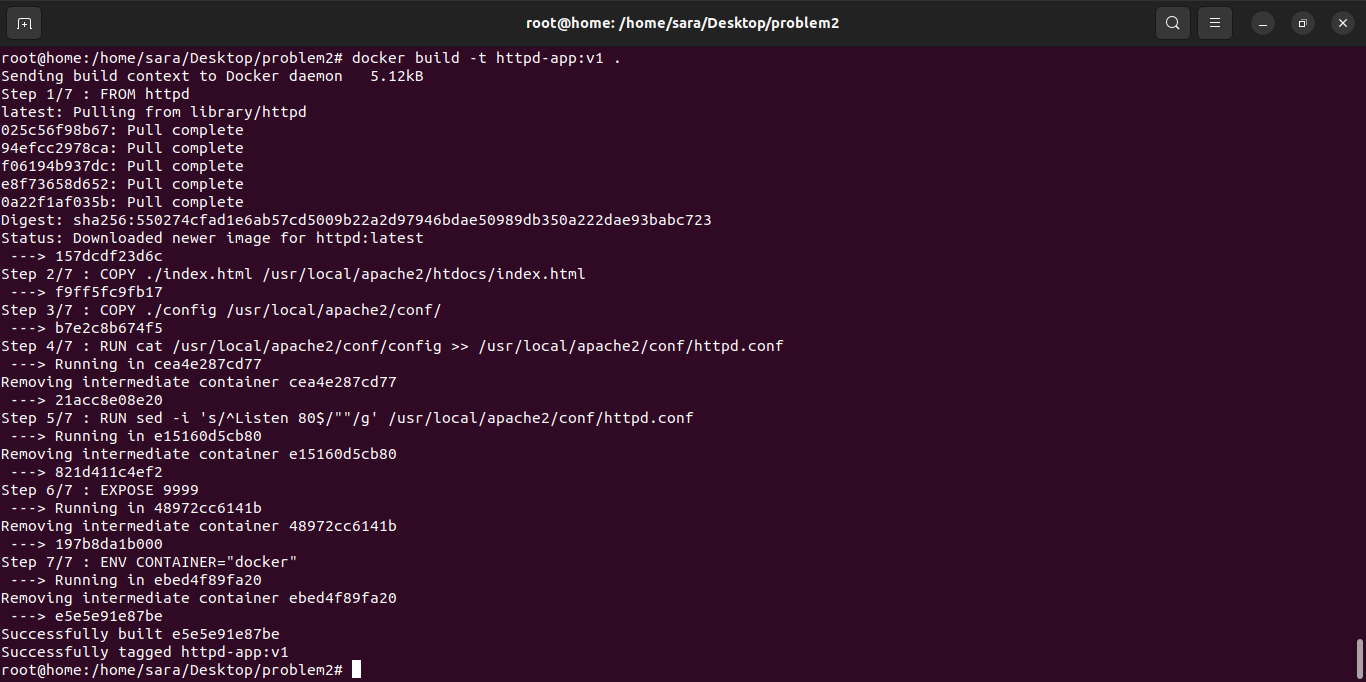 root@home: /home/sara/Desktop/problem2
root@home:/home/sara/Desktop/problem2# docker build -t httpd-app:v1 .
Sending build context to Docker daemon   5.12kB
Step 1/7 : FROM httpd
latest: Pulling from library/httpd
025c56f98b67: Pull complete
94efcc2978ca: Pull complete
f06194b937dc: Pull complete
e8f73658d652: Pull complete
0a22f1af035b: Pull complete
Digest: sha256:550274cfad1e6ab57cd5009b22a2d97946bdae50989db350a222dae93babc723
Status: Downloaded newer image for httpd:latest
 ---> 157dcdf23d6c
Step 2/7 : COPY ./index.html /usr/local/apache2/htdocs/index.html
 ---> f9ff5fc9fb17
Step 3/7 : COPY ./config /usr/local/apache2/conf/
 ---> b7e2c8b674f5
Step 4/7 : RUN cat /usr/local/apache2/conf/config >> /usr/local/apache2/conf/httpd.conf
 ---> Running in cea4e287cd77
Removing intermediate container cea4e287cd77
 ---> 21acc8e08e20
Step 5/7 : RUN sed -i 's/^Listen 80$/""/g' /usr/local/apache2/conf/httpd.conf
 ---> Running in e15160d5cb80
Removing intermediate container e15160d5cb80
 ---> 821d411c4ef2
Step 6/7 : EXPOSE 9999
 ---> Running in 48972cc6141b
Removing intermediate container 48972cc6141b
 ---> 197b8da1b000
Step 7/7 : ENV CONTAINER="docker"
 ---> Running in ebed4f89fa20
Removing intermediate container ebed4f89fa20
 ---> e5e5e91e87be
Successfully built e5e5e91e87be
Successfully tagged httpd-app:v1
root@home:/home/sara/Desktop/problem2#